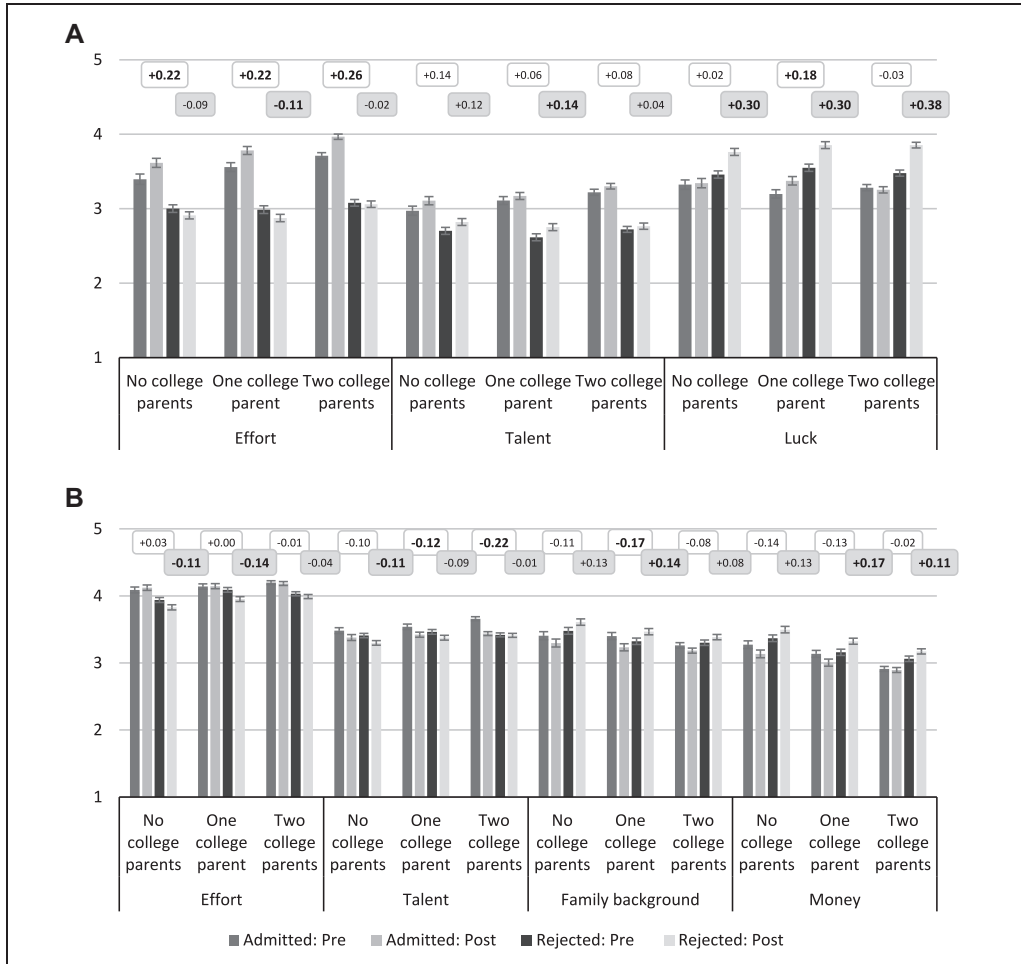 A
5
+0.22 +0.22 +0.26 +0.14 +0.06 +0.08 +0.02 +0.18 -0.03
-0.09 -0.11 -0.02 +0.12 +0.14 +0.04 +0.30 +0.30 +0.38
4
3
2
1
No college One college Two college No college One college Two college No college One college Two college
parents parent parents parents parent parents parents parent parents
Effort Talent Luck
B
5
+0.03 +0.00 -0.01 -0.10 -0.12 -0.22 -0.11 -0.17 -0.08 -0.14 -0.13 -0.02
-0.11 -0.14 -0.04 -0.11 -0.09 -0.01 +0.13 +0.14 +0.08 +0.13 +0.17 +0.11
4
3
2
1
No One Two No One Two No One Two No One Two
college college college college college college college college college college college college
parents parent parents parents parent parents parents parent parents parents parent parents
Effort Talent Family background Money
Admitted: Pre Admitted: Post Rejected: Pre Rejected: Post